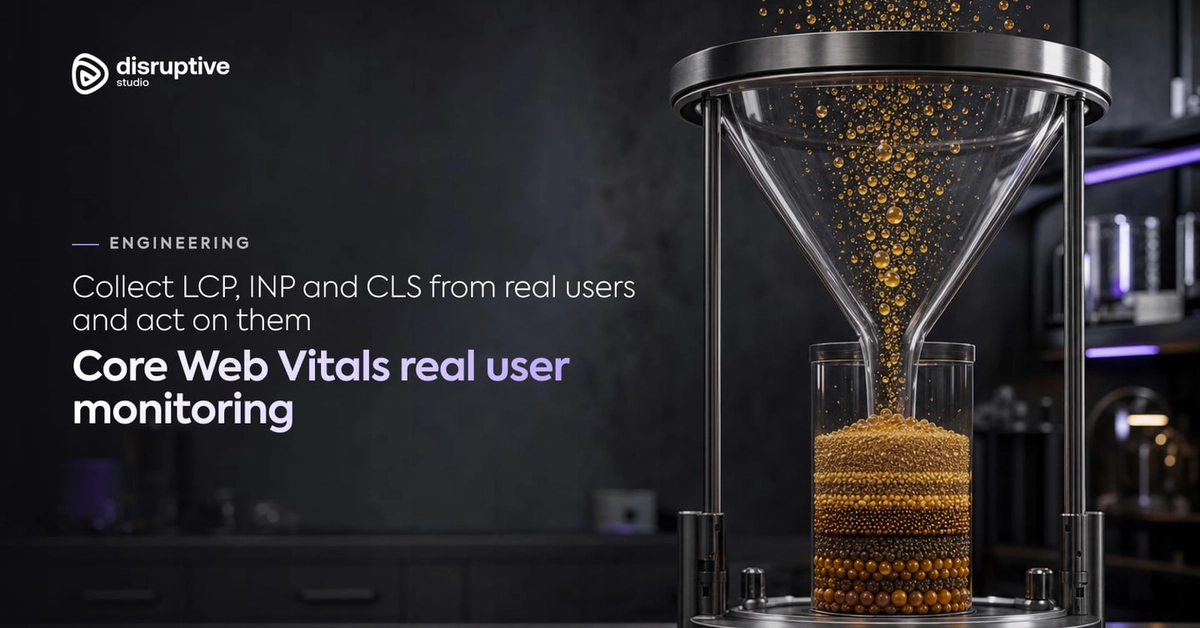 disruptive
studio
ENGINEERING
Collect LCP, INP and CLS from real users
and act on them
Core Web Vitals real user
monitoring